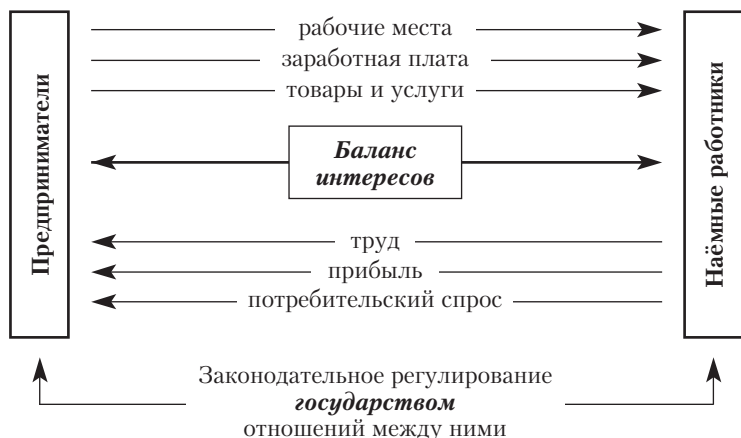 Предприниматели
рабочие места
заработная плата
товары и услуги
Баланс
интересов
труд
прибыль
потребительский спрос
Наёмные работники
Законодательное регулирование
государством
отношений между ними